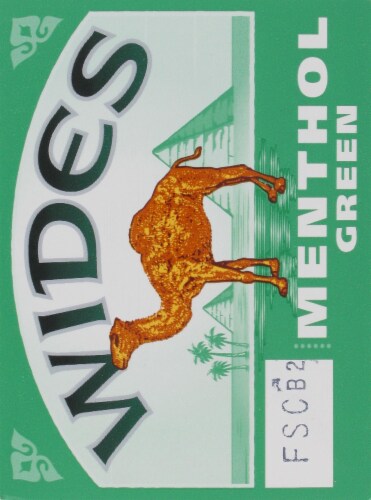 WIDES
MENTHOL
GREEN
FSCB2